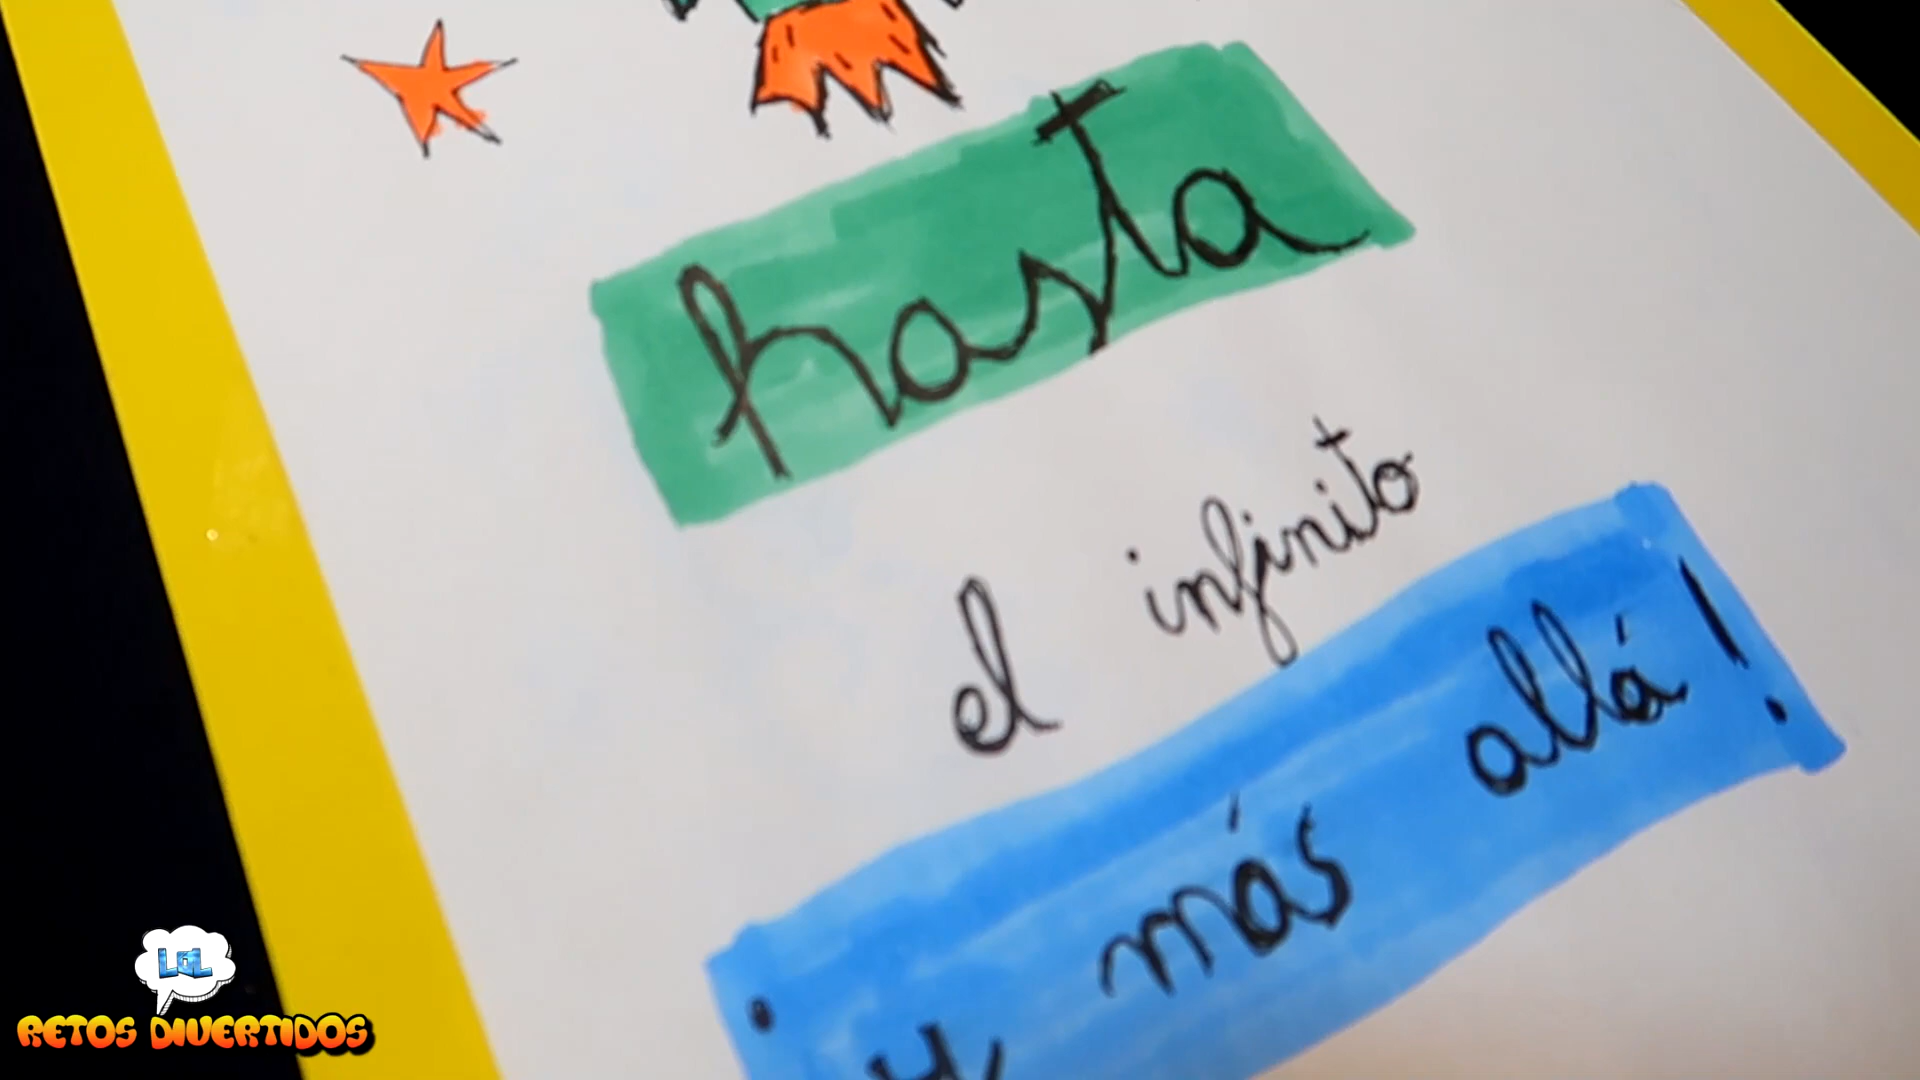 hasta
el infinito
¡y más allá!
LOL
RETOS DIVERTIDOS